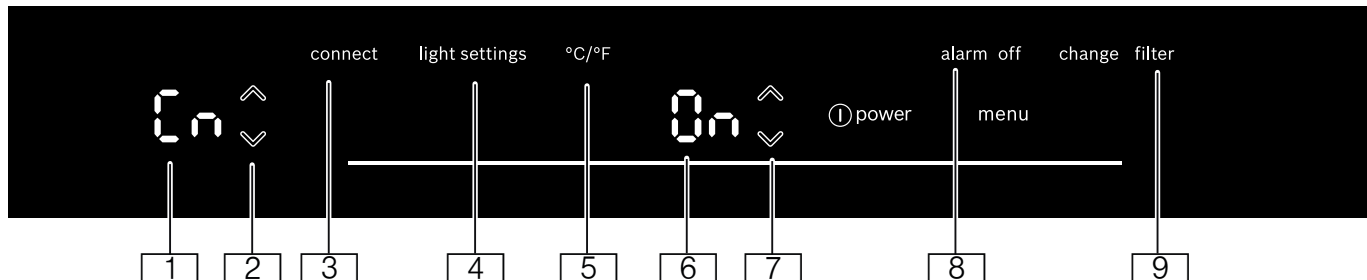 connect light settings °C/°F alarm off change filter
Cn On power menu
1 2 3 4 5 6 7 8 9